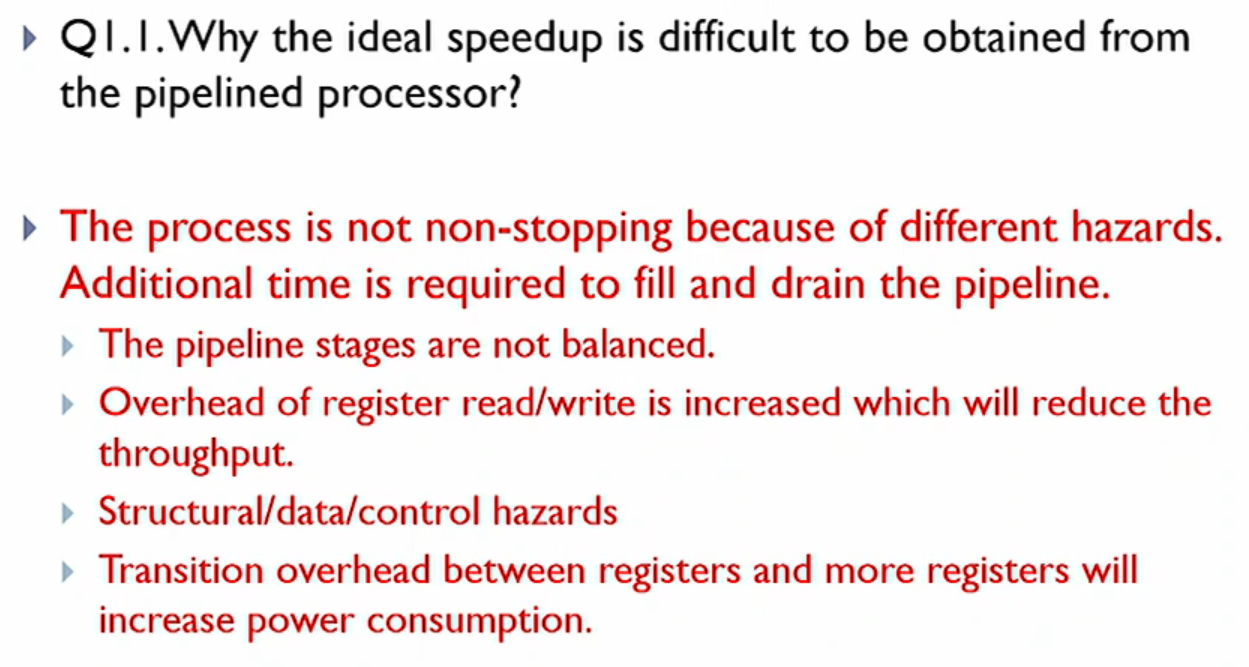 Q1.1.Why the ideal speedup is difficult to be obtained from
the pipelined processor?
The process is not non-stopping because of different hazards.
Additional time is required to fill and drain the pipeline.
The pipeline stages are not balanced.
Overhead of register read/write is increased which will reduce the
throughput.
Structural/data/control hazards
Transition overhead between registers and more registers will
increase power consumption.